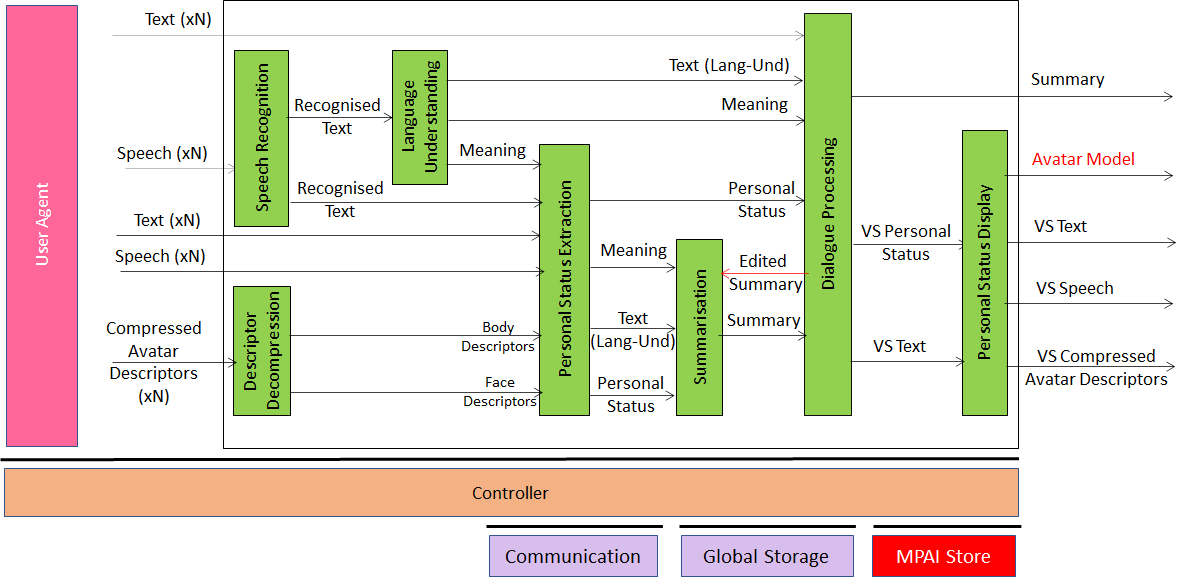 Text (xN)
Text (Lang-Und)
Summary
Meaning
Recognised
Text
Speech Recognition
Language
Understanding
Speech (xN)
Meaning
Avatar Model
Recognised
Text
Personal
Status
User Agent
Text (xN)
Speech (xN)
Personal Status Extraction
Dialogue Processing
VS Personal
Status
Personal Status Display
VS Text
Meaning
Edited
Summary
VS Speech
Compressed
Avatar
Descriptors
(xN)
Descriptor
Decompression
Body
Descriptors
Text
(Lang-Und)
Summarisation
Summary
VS Text
VS Compressed
Avatar Descriptors
Face
Descriptors
Personal
Status
Controller
Communication
Global Storage
MPAI Store